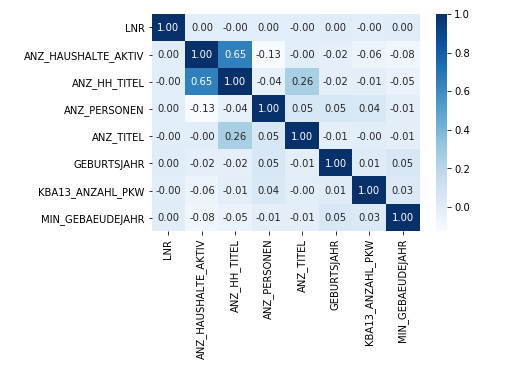 LNR 1.00 0.00 -0.00 0.00 -0.00 0.00 -0.00 0.00
ANZ_HAUSHALTE_AKTIV 0.00 1.00 0.65 -0.13 -0.00 -0.02 -0.06 -0.08
ANZ_HH_TITEL -0.00 0.65 1.00 -0.04 0.26 -0.02 -0.01 -0.05
ANZ_PERSONEN 0.00 -0.13 -0.04 1.00 0.05 0.05 0.04 -0.01
ANZ_TITEL -0.00 -0.00 0.26 0.05 1.00 -0.01 -0.00 -0.01
GEBURTSJAHR 0.00 -0.02 -0.02 0.05 -0.01 1.00 0.01 0.05
KBA13_ANZAHL_PKW -0.00 -0.06 -0.01 0.04 -0.00 0.01 1.00 0.03
MIN_GEBAEUDEJAHR 0.00 -0.08 -0.05 -0.01 -0.01 0.05 0.03 1.00
LNR
ANZ_HAUSHALTE_AKTIV
ANZ_HH_TITEL
ANZ_PERSONEN
ANZ_TITEL
GEBURTSJAHR
KBA13_ANZAHL_PKW
MIN_GEBAEUDEJAHR
1.0
0.8
0.6
0.4
0.2
0.0